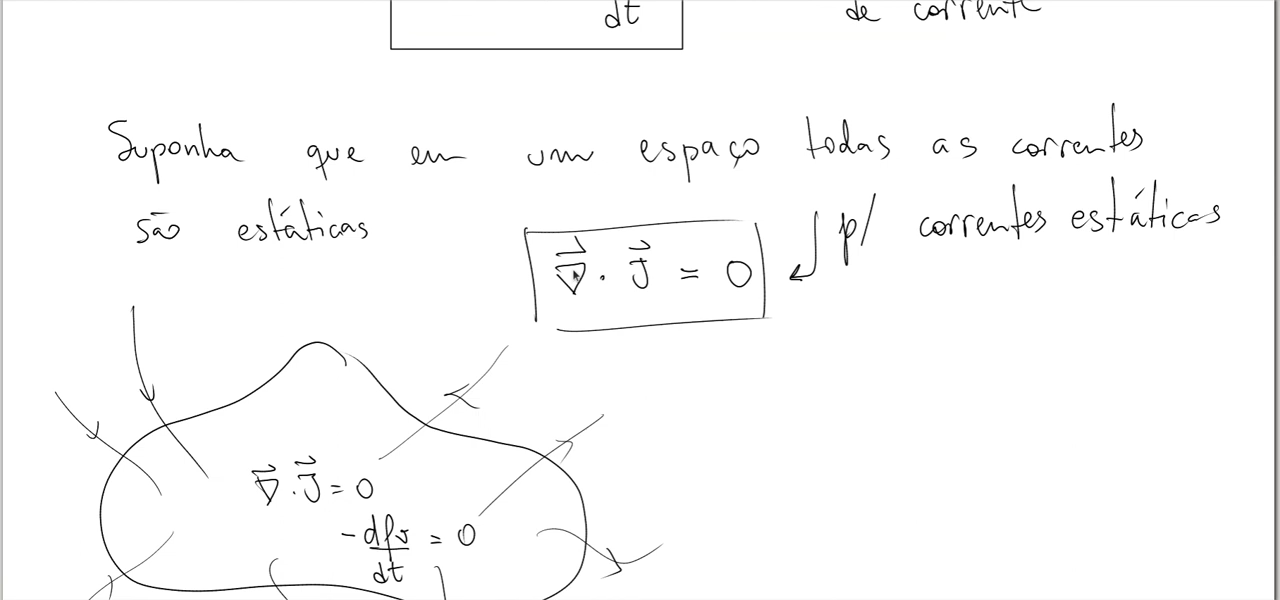 dt
de corrente
Suponha que em um espaço todas as correntes
são estáticas
p/ correntes estáticas
∇⃗ · J⃗ = 0
∇⃗ · J⃗ = 0
-dρv/dt = 0